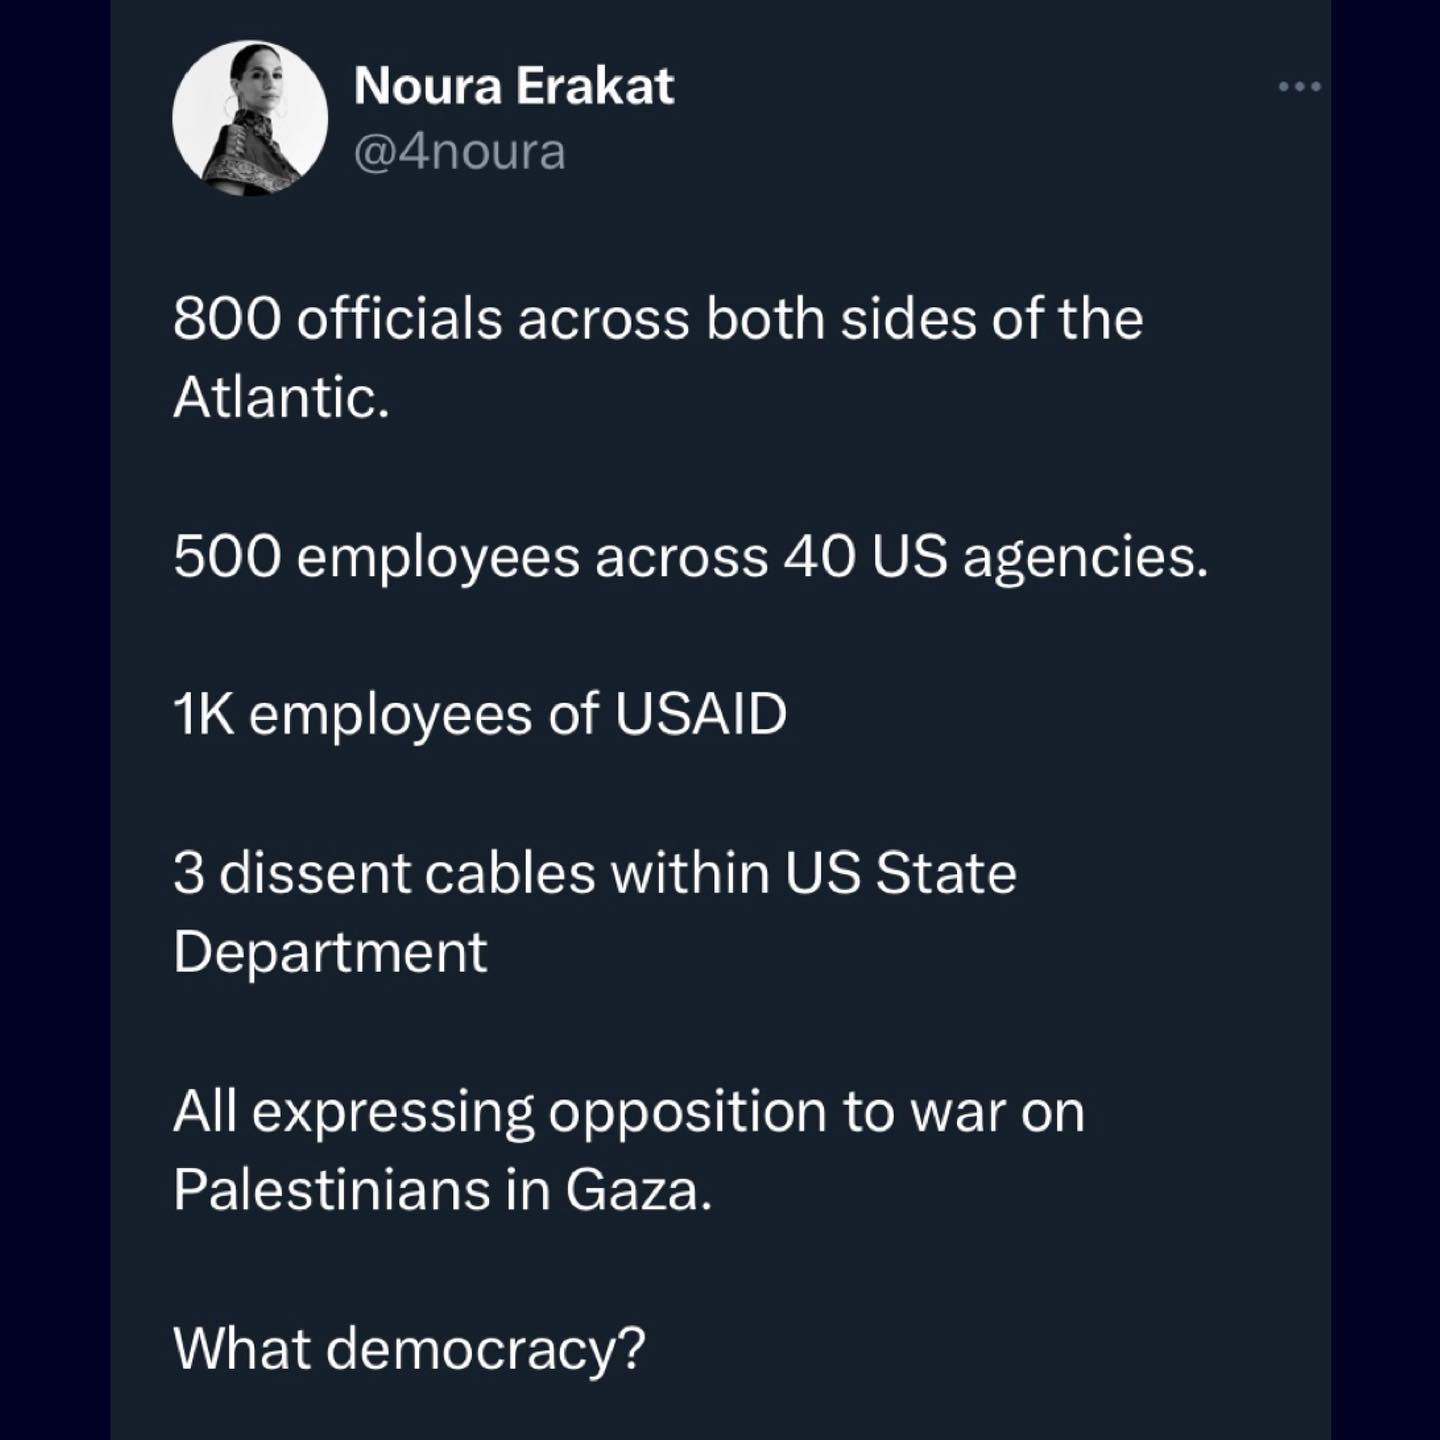 Noura Erakat
@4noura
800 officials across both sides of the
Atlantic.
500 employees across 40 US agencies.
1K employees of USAID
3 dissent cables within US State
Department
All expressing opposition to war on
Palestinians in Gaza.
What democracy?